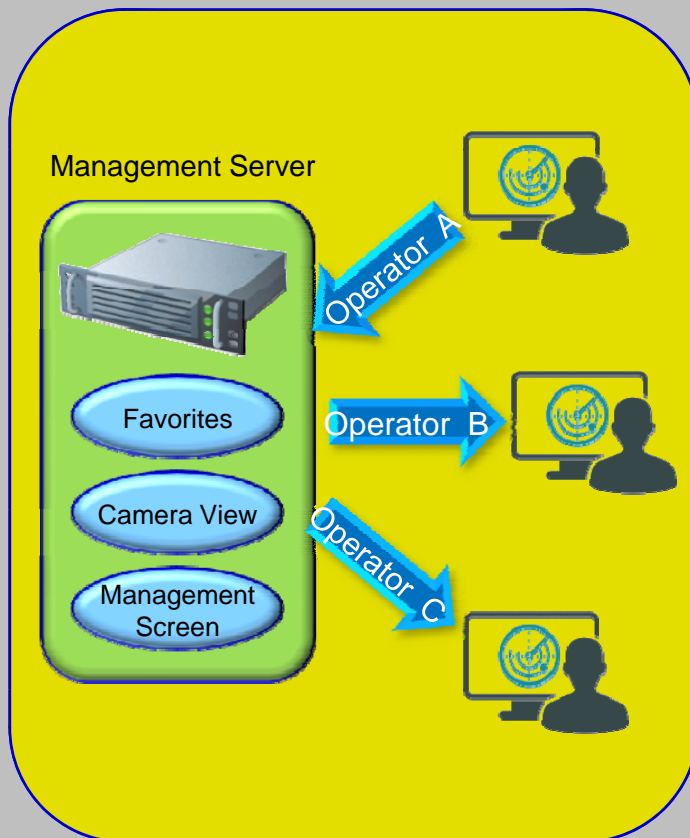 Management Server
Operator A
Favorites
Operator B
Camera View
Operator C
Management
Screen